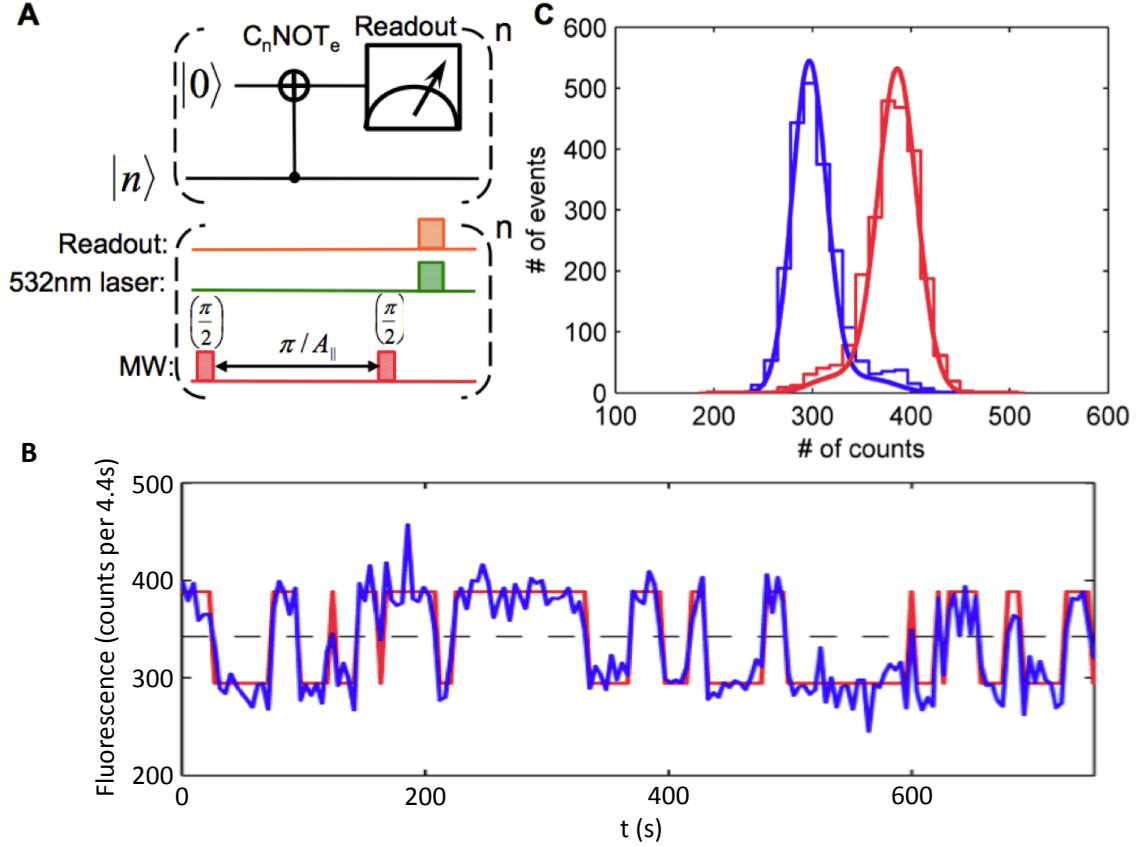 A
CnNOTe
Readout
n
|0⟩
|n⟩
n
Readout:
532nm laser:
(π/2)
(π/2)
π / A||
MW:
C
600
500
400
300
200
100
0
# of events
100
200
300
400
500
600
# of counts
B
500
400
300
200
Fluorescence (counts per 4.4s)
0
200
400
600
t (s)